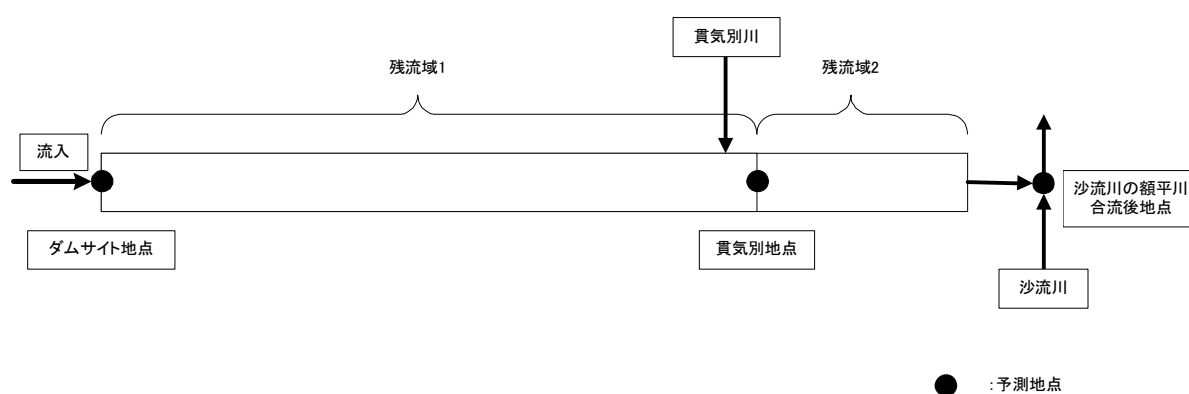 貫気別川
残流域1
残流域2
流入
ダムサイト地点
貫気別地点
沙流川の額平川
合流後地点
沙流川
:予測地点